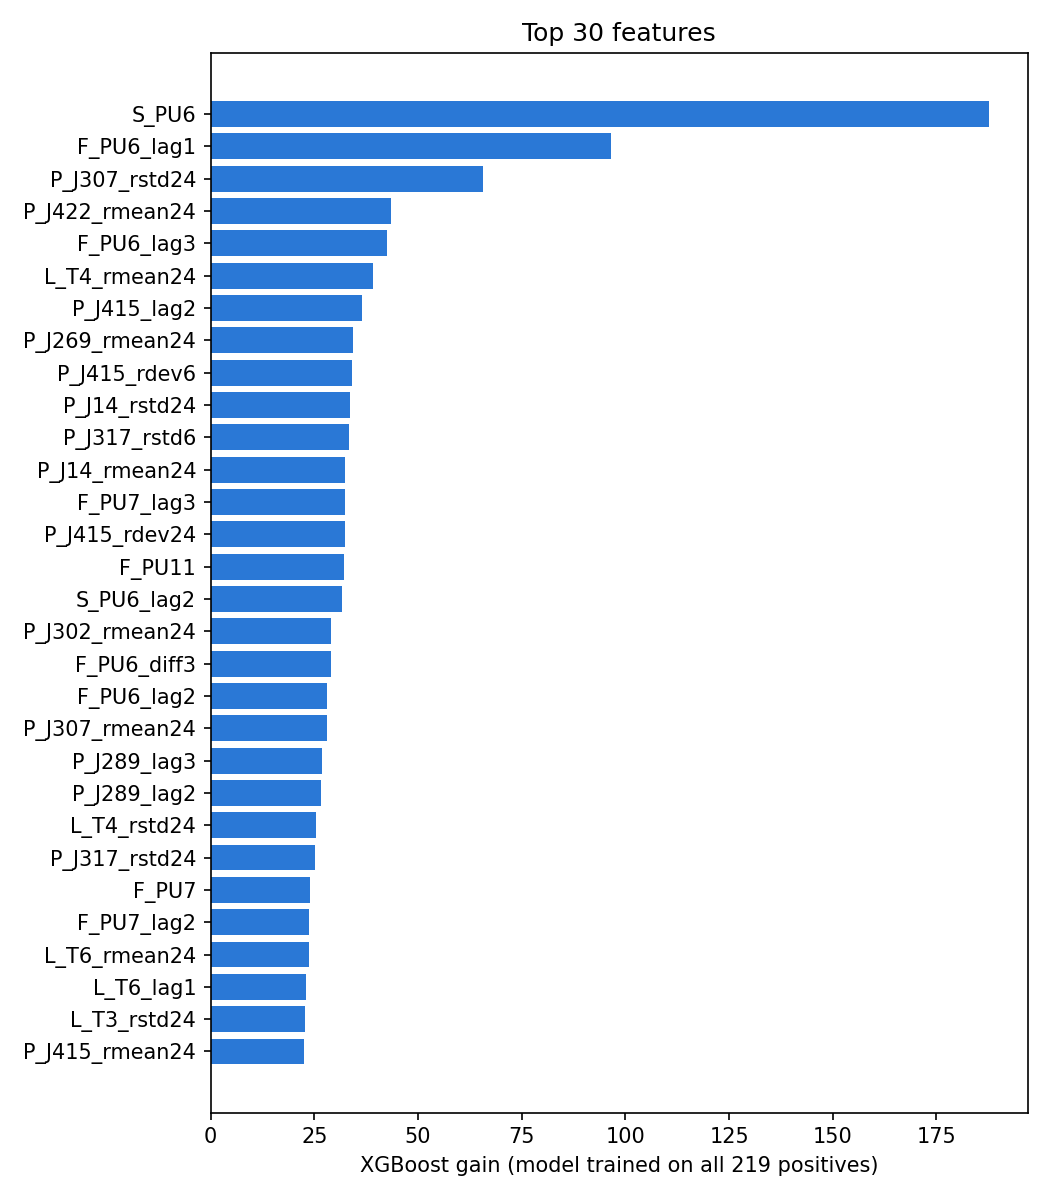 Top 30 features
S_PU6
F_PU6_lag1
P_J307_rstd24
P_J422_rmean24
F_PU6_lag3
L_T4_rmean24
P_J415_lag2
P_J269_rmean24
P_J415_rdev6
P_J14_rstd24
P_J317_rstd6
P_J14_rmean24
F_PU7_lag3
P_J415_rdev24
F_PU11
S_PU6_lag2
P_J302_rmean24
F_PU6_diff3
F_PU6_lag2
P_J307_rmean24
P_J289_lag3
P_J289_lag2
L_T4_rstd24
P_J317_rstd24
F_PU7
F_PU7_lag2
L_T6_rmean24
L_T6_lag1
L_T3_rstd24
P_J415_rmean24
0 25 50 75 100 125 150 175
XGBoost gain (model trained on all 219 positives)